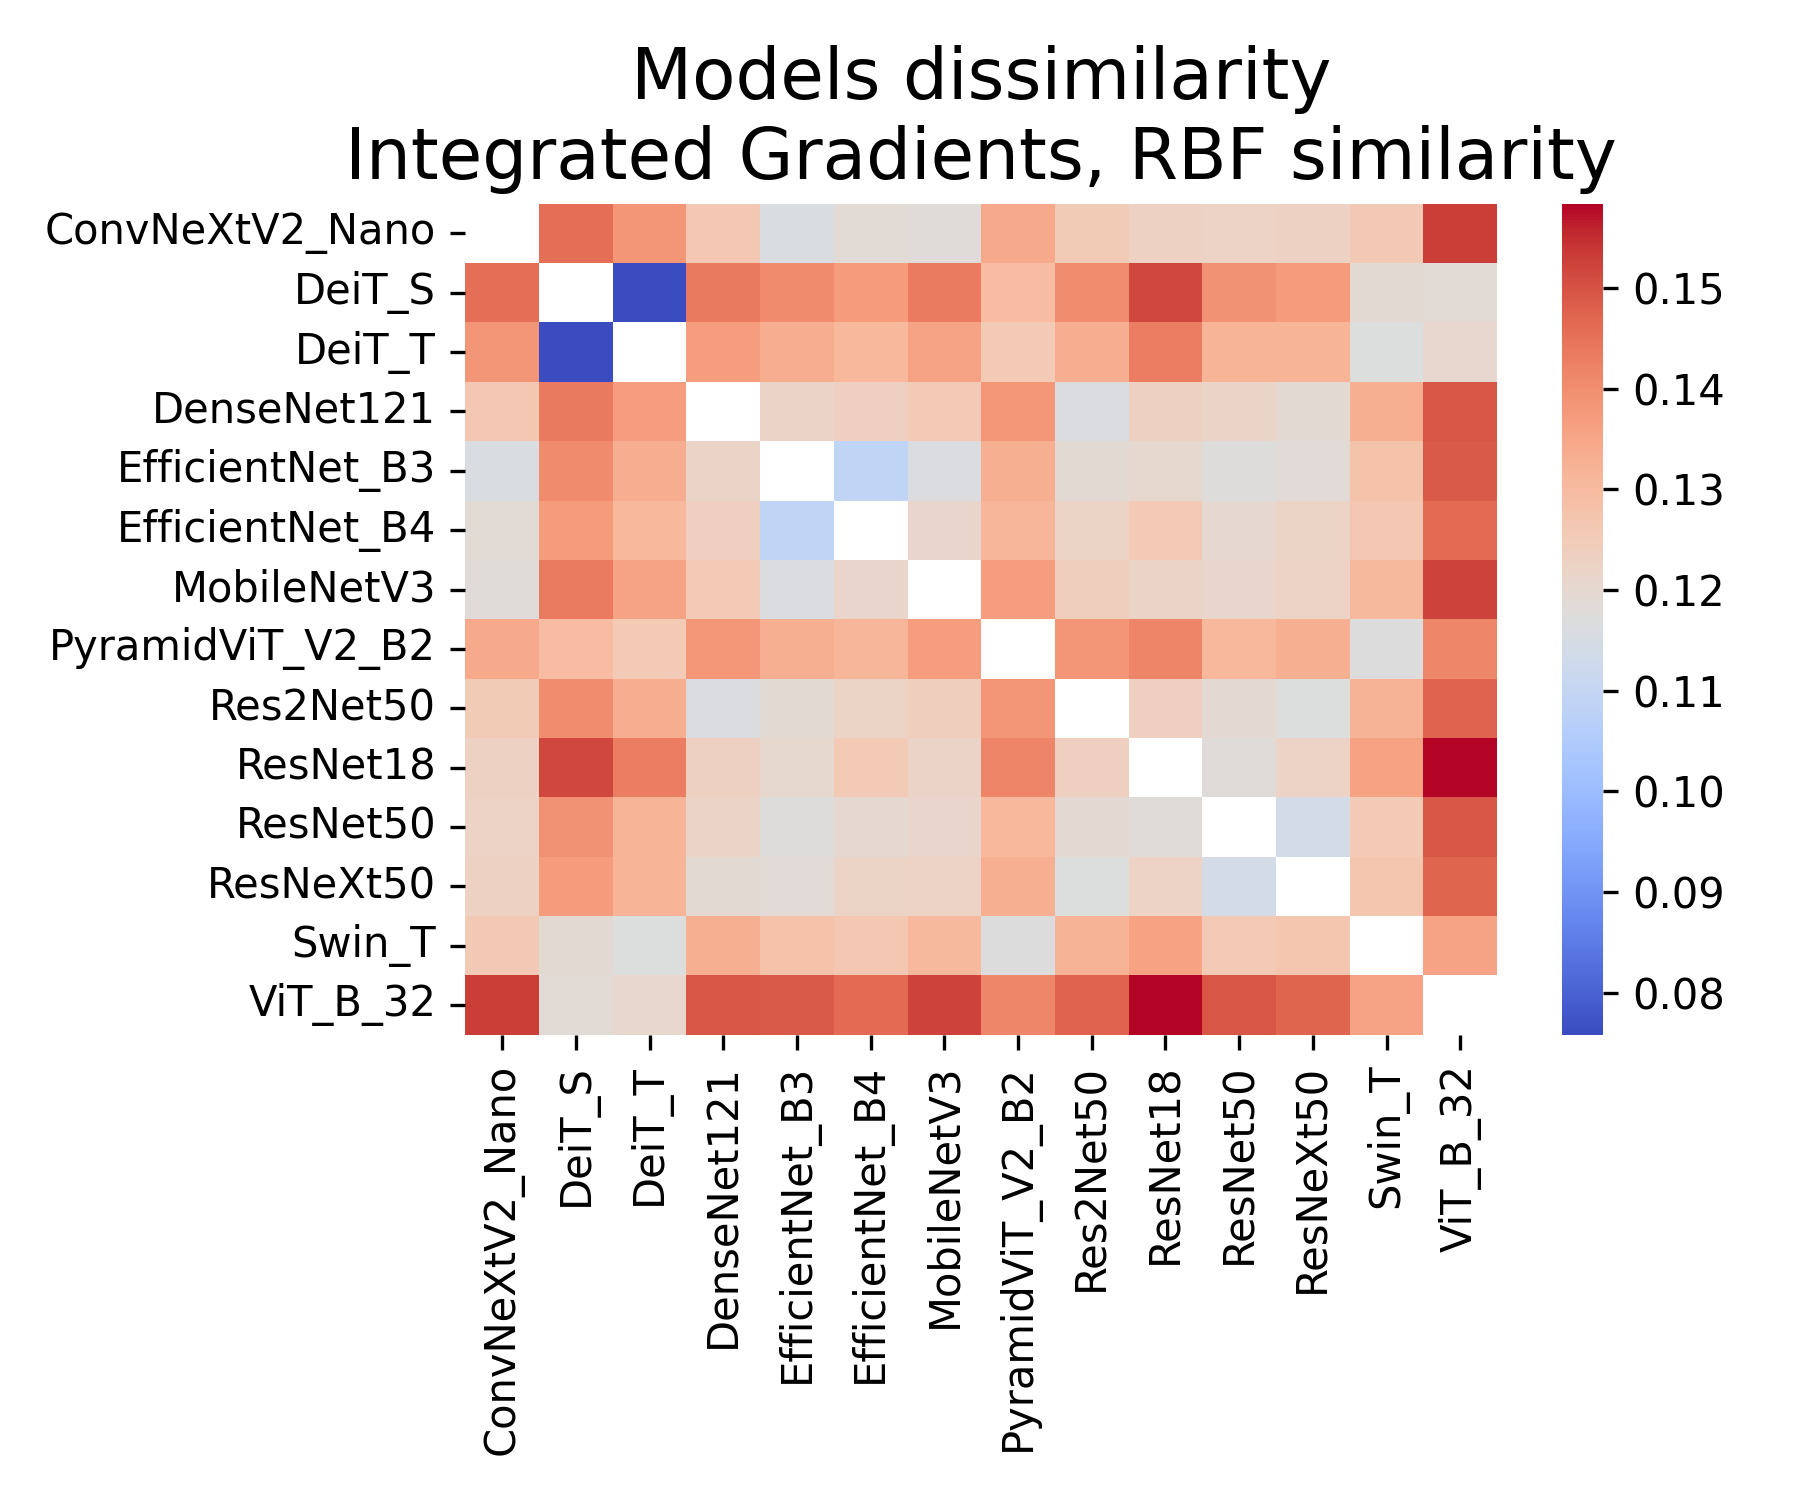 Models dissimilarity
Integrated Gradients, RBF similarity
ConvNeXtV2_Nano
DeiT_S
DeiT_T
DenseNet121
EfficientNet_B3
EfficientNet_B4
MobileNetV3
PyramidViT_V2_B2
Res2Net50
ResNet18
ResNet50
ResNeXt50
Swin_T
ViT_B_32
ConvNeXtV2_Nano
DeiT_S
DeiT_T
DenseNet121
EfficientNet_B3
EfficientNet_B4
MobileNetV3
PyramidViT_V2_B2
Res2Net50
ResNet18
ResNet50
ResNeXt50
Swin_T
ViT_B_32
0.15
0.14
0.13
0.12
0.11
0.10
0.09
0.08